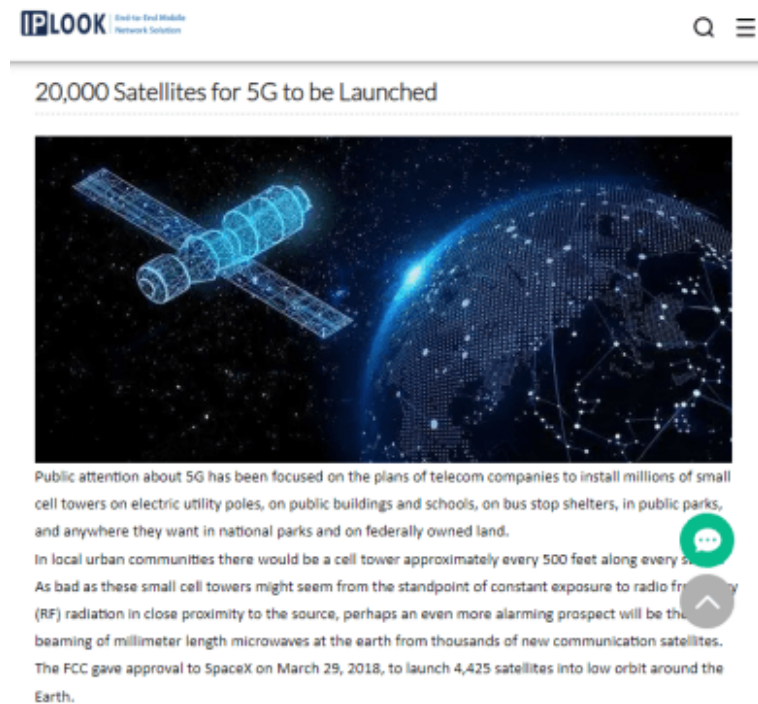 IPLOOK
End-to-End Mobile
Network Solution
20,000 Satellites for 5G to be Launched
Public attention about 5G has been focused on the plans of telecom companies to install millions of small
cell towers on electric utility poles, on public buildings and schools, on bus stop shelters, in public parks,
and anywhere they want in national parks and on federally owned land.
In local urban communities there would be a cell tower approximately every 500 feet along every
As bad as these small cell towers might seem from the standpoint of constant exposure to radio
(RF) radiation in close proximity to the source, perhaps an even more alarming prospect will be the
beaming of millimeter length microwaves at the earth from thousands of new communication satellites.
The FCC gave approval to SpaceX on March 29, 2018, to launch 4,425 satellites into low orbit around the
Earth.